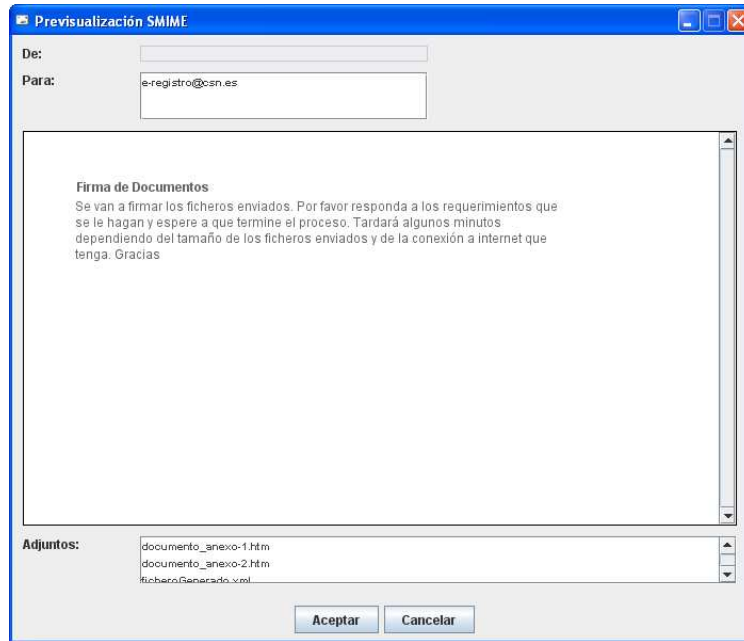 Previsualización SMIME
De:
Para:
e-registro@csn.es
Firma de Documentos
Se van a firmar los ficheros enviados. Por favor responda a los requerimientos que
se le hagan y espere a que termine el proceso. Tardará algunos minutos
dependiendo del tamaño de los ficheros enviados y de la conexión a internet que
tenga. Gracias
Adjuntos:
documento_anexo-1.htm
documento_anexo-2.htm
ficheroGenerado.xml
Aceptar
Cancelar